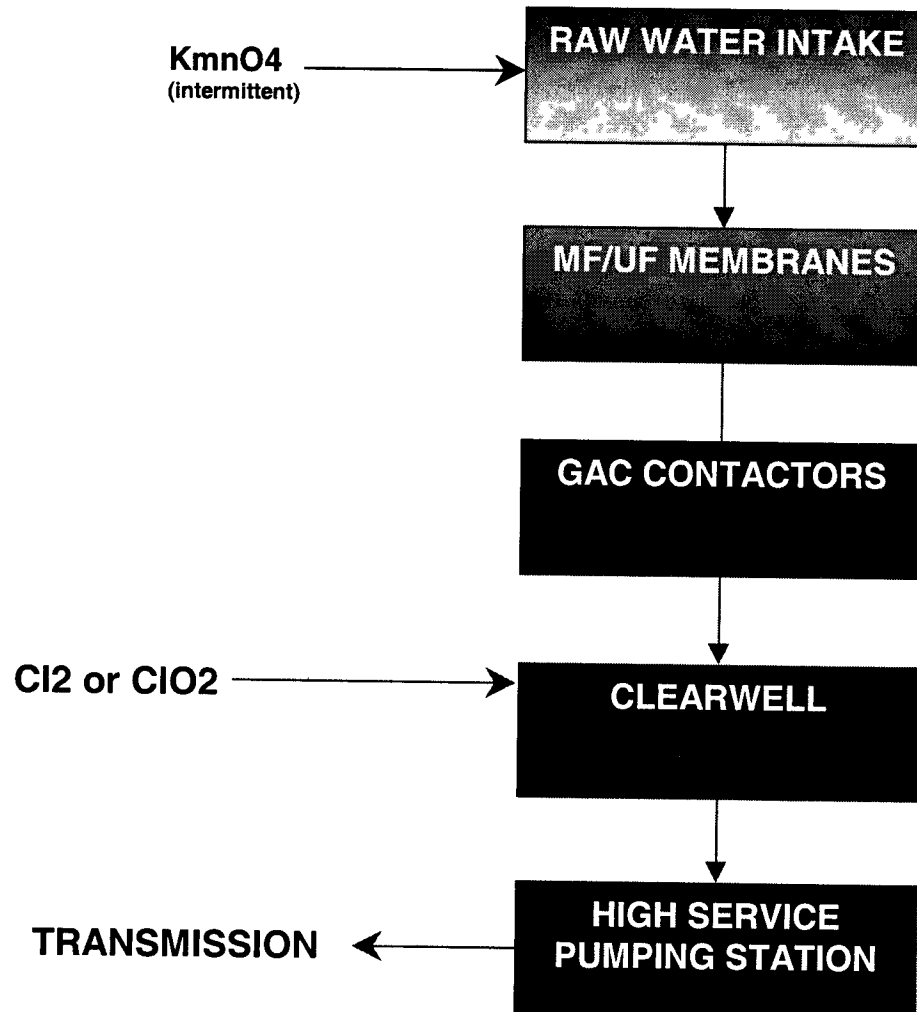 KmnO4
(intermittent)
RAW WATER INTAKE
MF/UF MEMBRANES
GAC CONTACTORS
Cl2 or ClO2
CLEARWELL
HIGH SERVICE
PUMPING STATION
TRANSMISSION